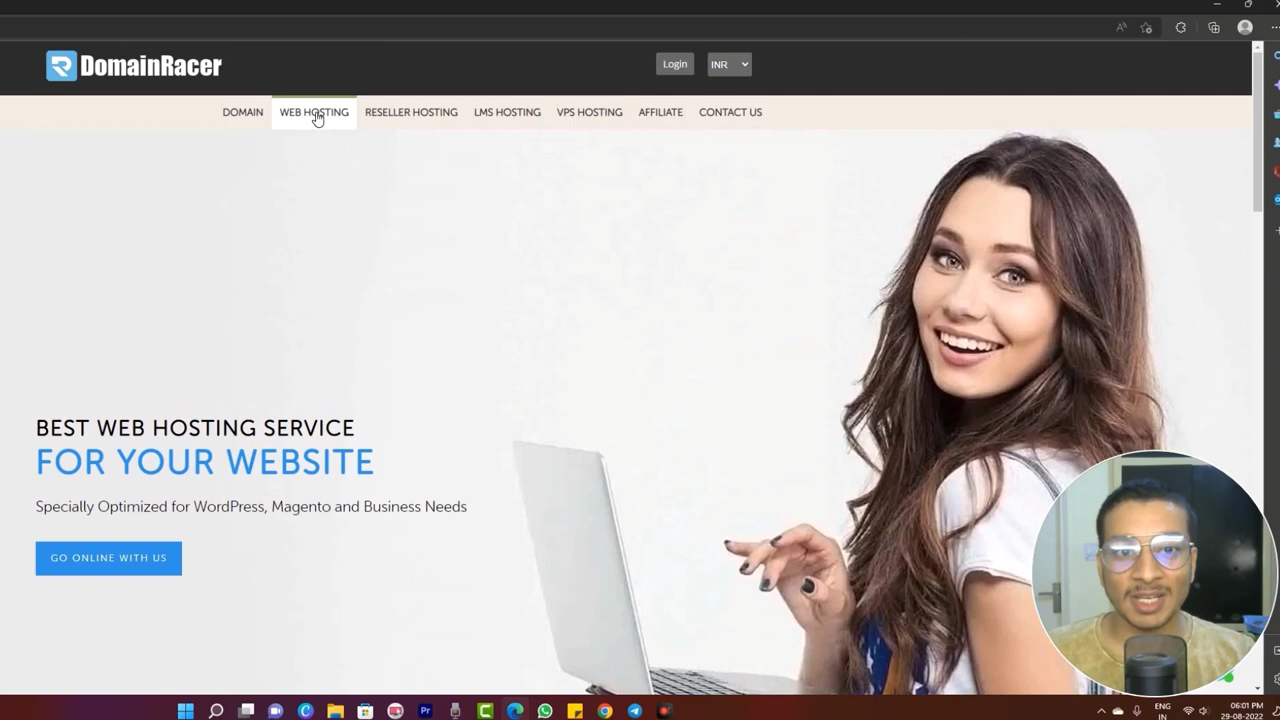 DomainRacer
Login
INR
DOMAIN
WEB HOSTING
RESELLER HOSTING
LMS HOSTING
VPS HOSTING
AFFILIATE
CONTACT US
BEST WEB HOSTING SERVICE
FOR YOUR WEBSITE
Specially Optimized for WordPress, Magento and Business Needs
GO ONLINE WITH US
ENG
IN
06:01 PM
29-08-2022